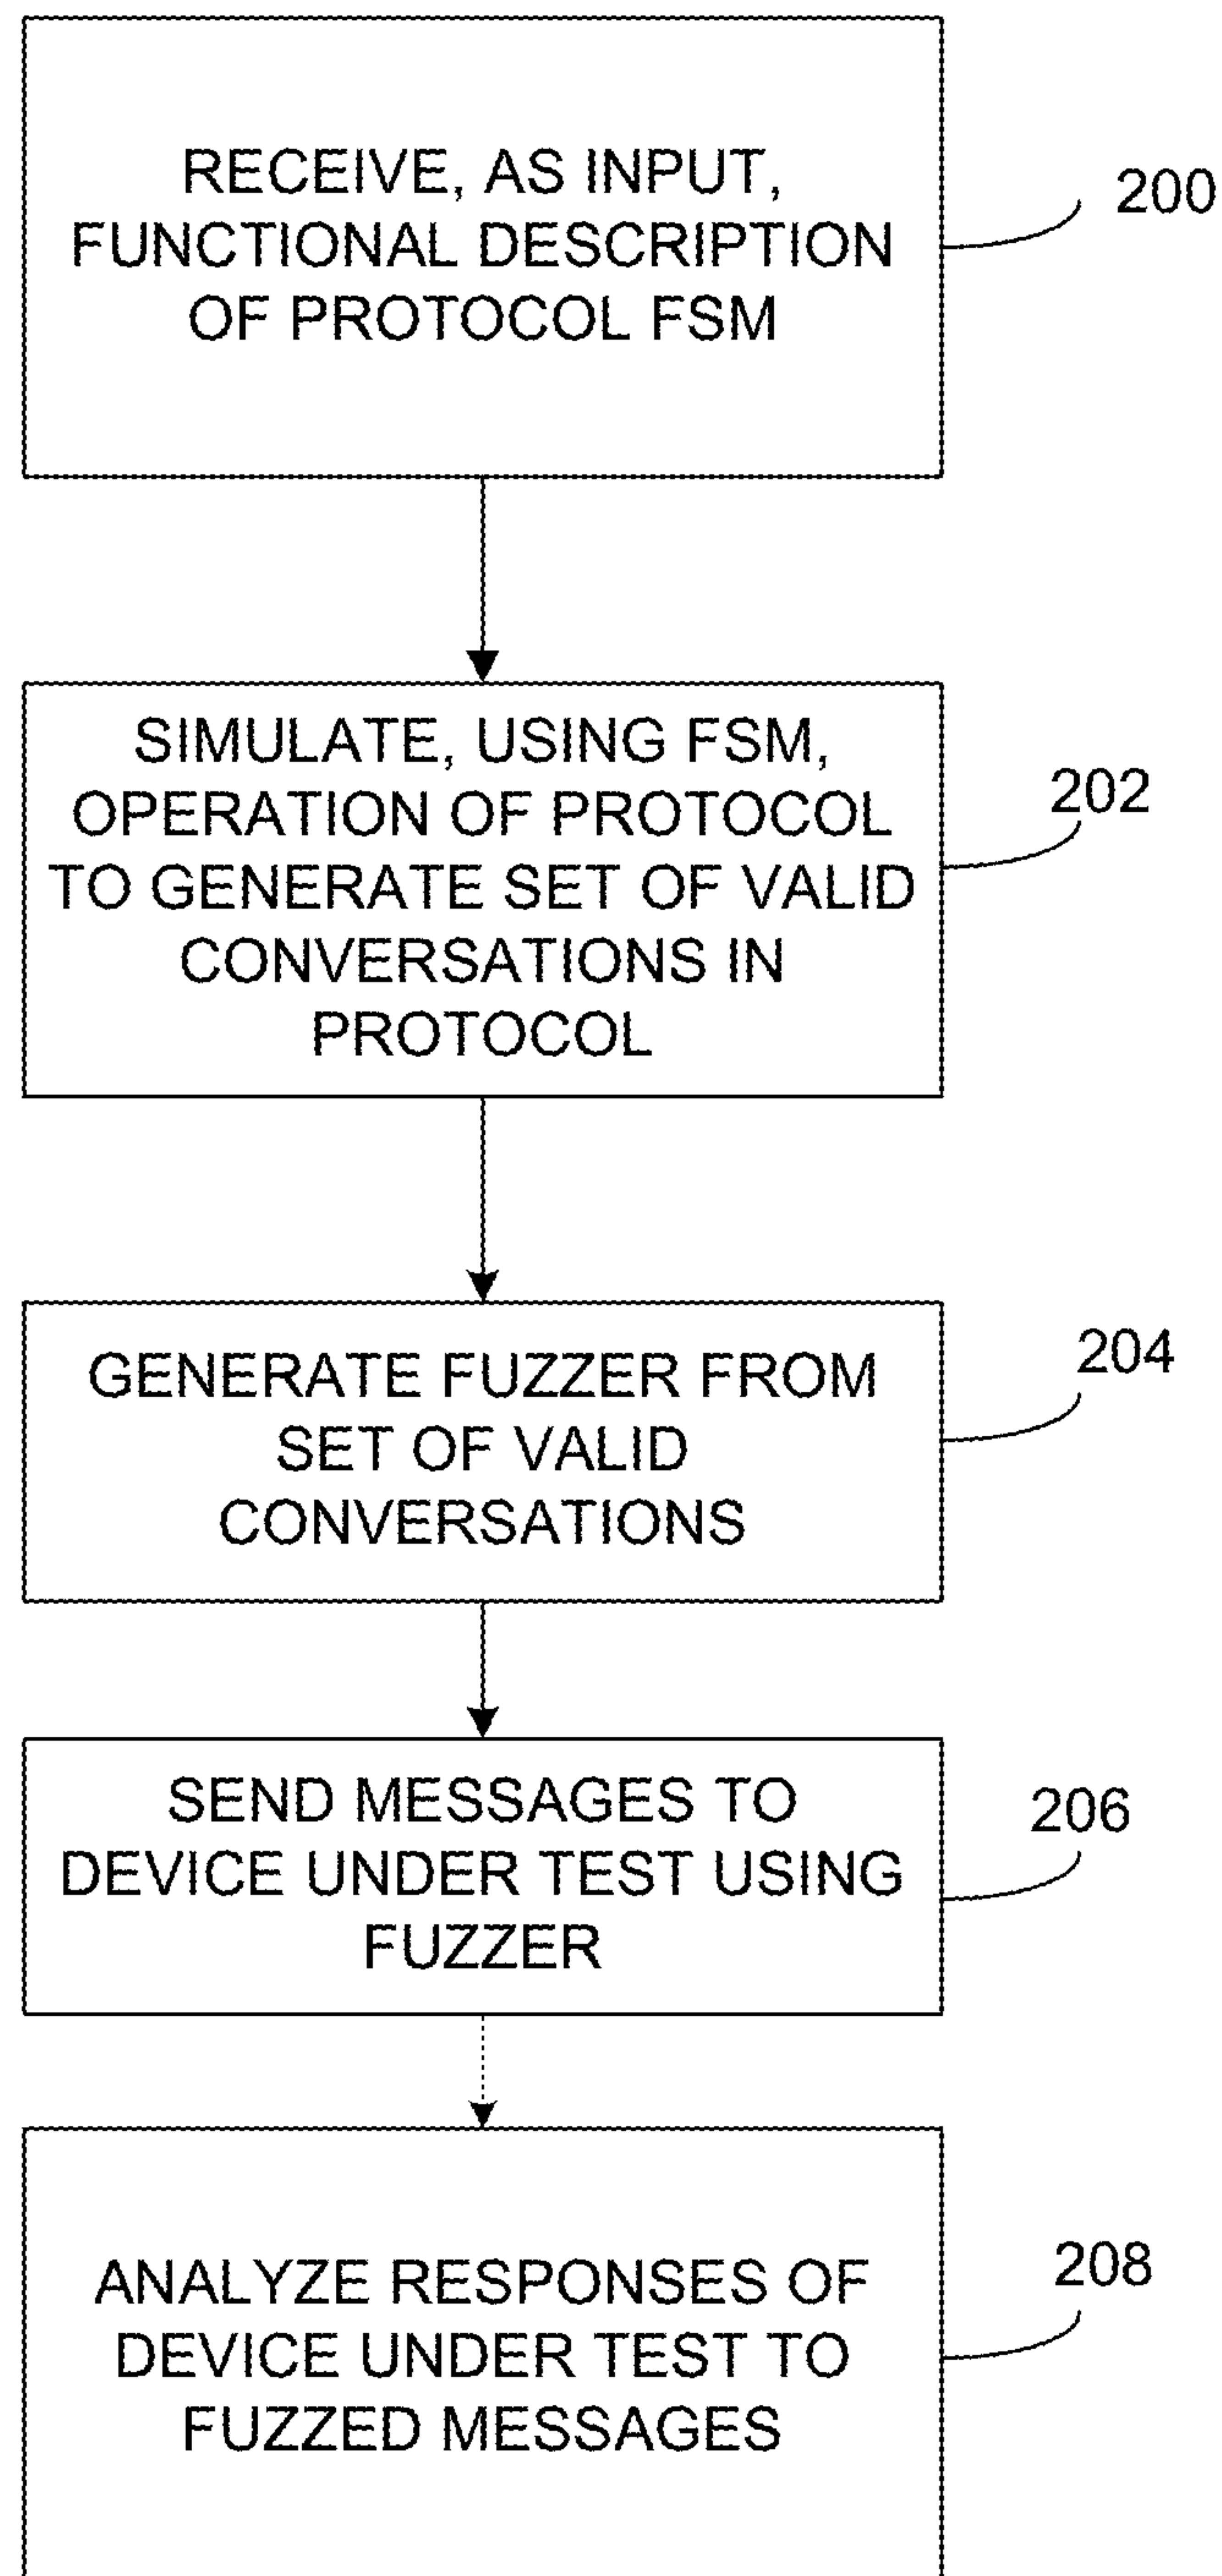 RECEIVE, AS INPUT,
FUNCTIONAL DESCRIPTION
OF PROTOCOL FSM
200
SIMULATE, USING FSM,
OPERATION OF PROTOCOL
TO GENERATE SET OF VALID
CONVERSATIONS IN
PROTOCOL
202
GENERATE FUZZER FROM
SET OF VALID
CONVERSATIONS
204
SEND MESSAGES TO
DEVICE UNDER TEST USING
FUZZER
206
ANALYZE RESPONSES OF
DEVICE UNDER TEST TO
FUZZED MESSAGES
208